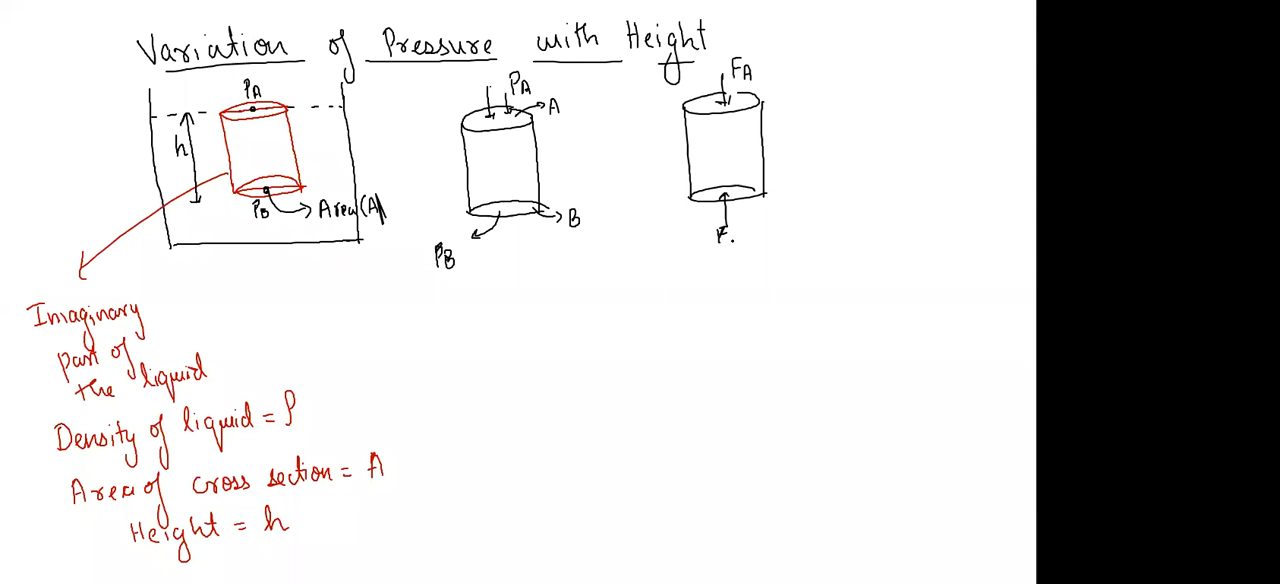 Variation of Pressure with Height
PA
h
PB
Area (A)
PA
A
B
PB
FA
F
Imaginary
part of
the liquid
Density of liquid = ρ
Area of cross section = A
Height = h